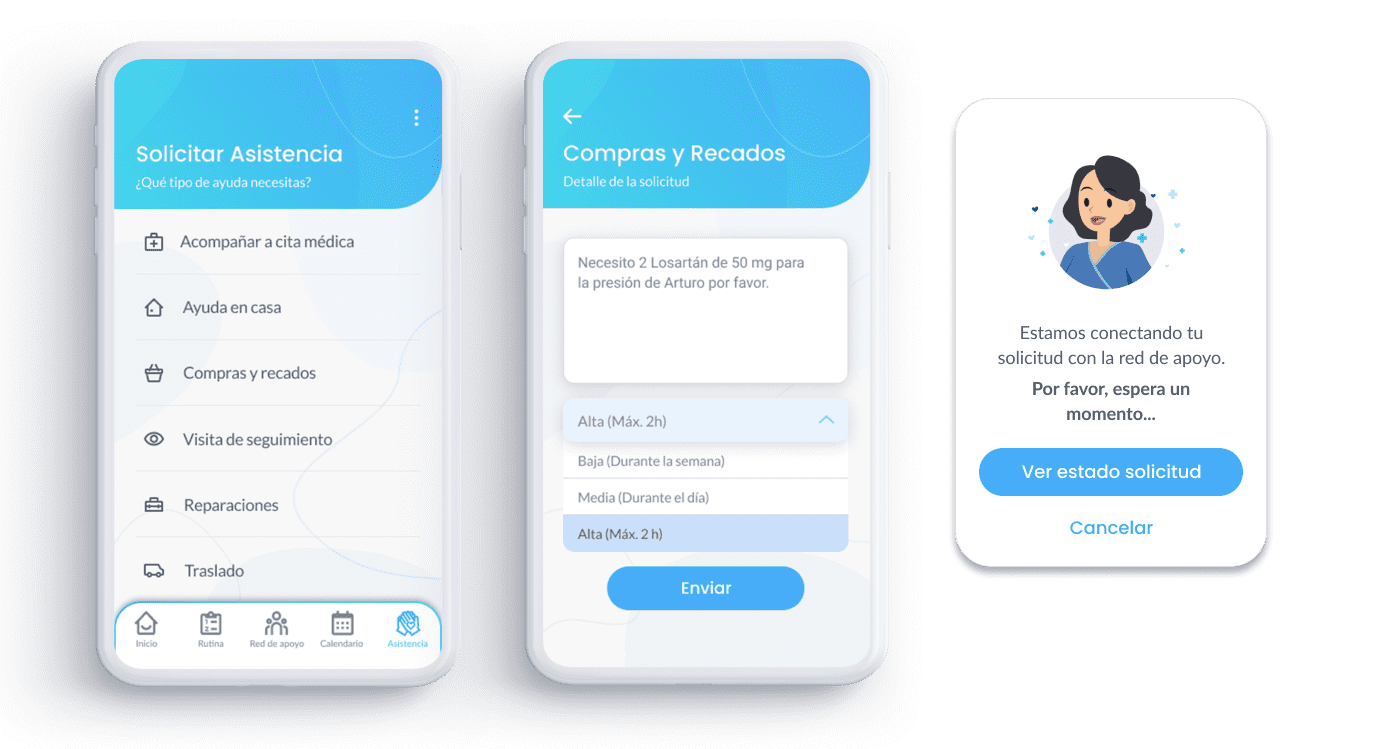 Solicitar Asistencia
¿Qué tipo de ayuda necesitas?
Acompañar a cita médica
Ayuda en casa
Compras y recados
Visita de seguimiento
Reparaciones
Traslado
Inicio
Rutina
Red de apoyo
Calendario
Asistencia
Compras y Recados
Detalle de la solicitud
Necesito 2 Losartán de 50 mg para
la presión de Arturo por favor.
Alta (Máx. 2h)
Baja (Durante la semana)
Media (Durante el día)
Alta (Máx. 2 h)
Enviar
Estamos conectando tu
solicitud con la red de apoyo.
Por favor, espera un
momento...
Ver estado solicitud
Cancelar